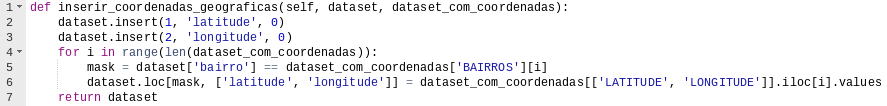 1 def inserir_coordenadas_geograficas(self, dataset, dataset_com_coordenadas):
2     dataset.insert(1, 'latitude', 0)
3     dataset.insert(2, 'longitude', 0)
4     for i in range(len(dataset_com_coordenadas)):
5         mask = dataset['bairro'] == dataset_com_coordenadas['BAIRROS'][i]
6         dataset.loc[mask, ['latitude', 'longitude']] = dataset_com_coordenadas[['LATITUDE', 'LONGITUDE']].iloc[i].values
7     return dataset